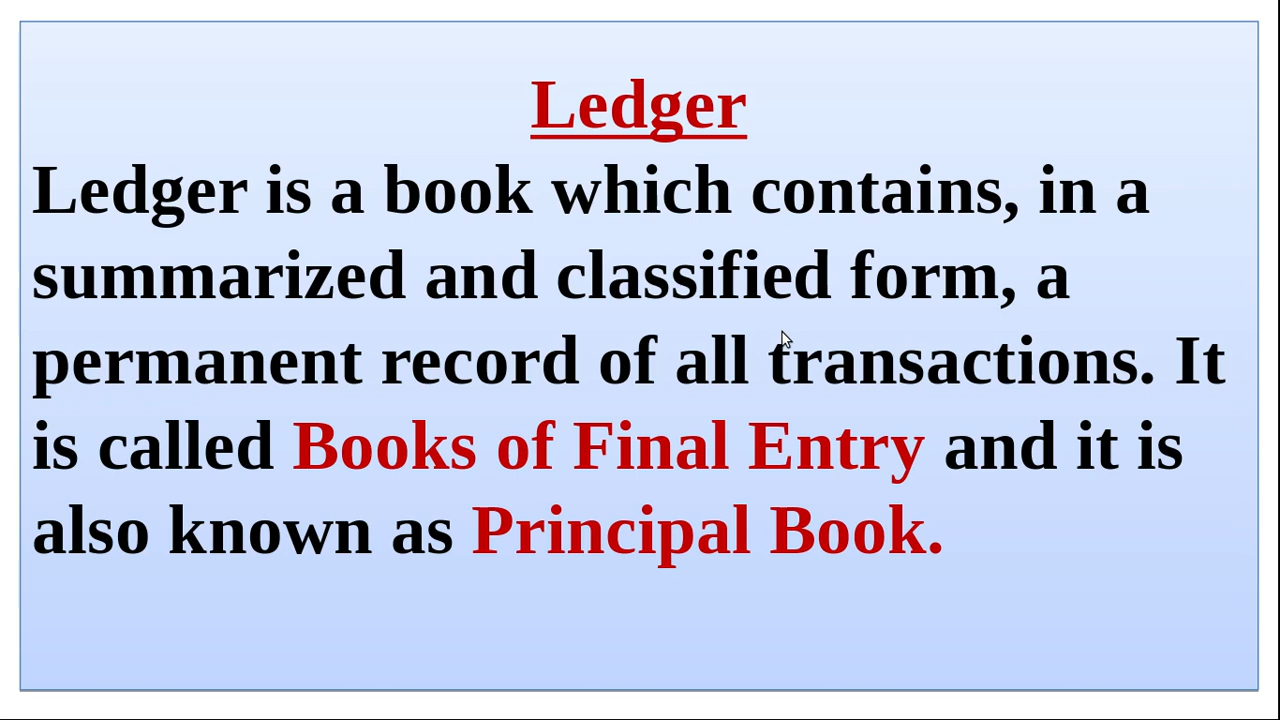 Ledger
Ledger is a book which contains, in a
summarized and classified form, a
permanent record of all transactions. It
is called Books of Final Entry and it is
also known as Principal Book.